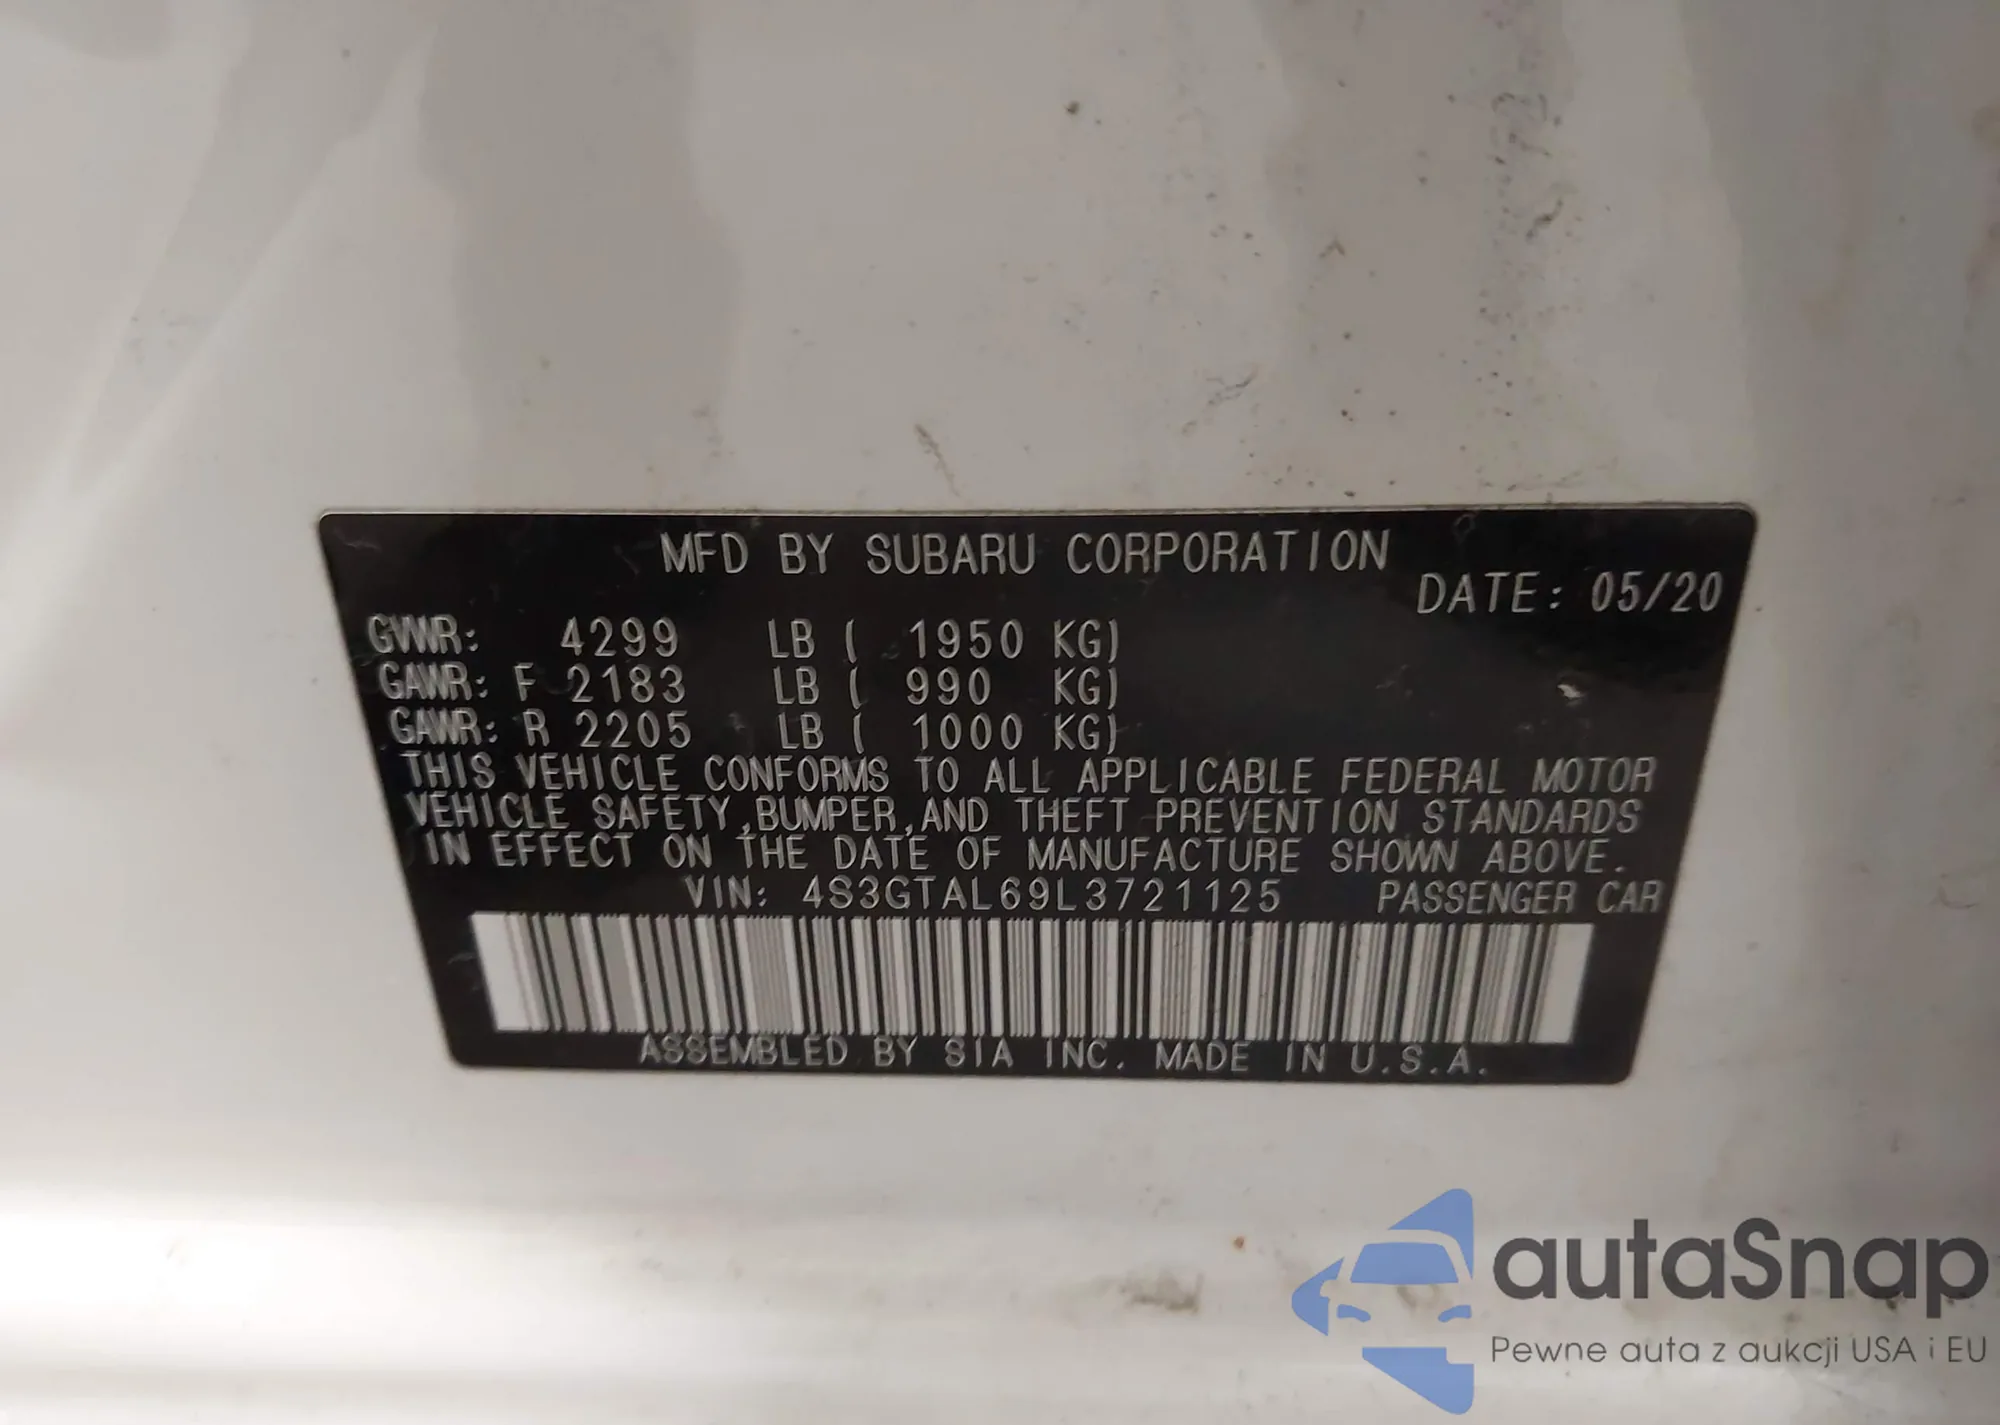 MFD BY SUBARU CORPORATION
DATE: 05/20
GVWR: 4299 LB ( 1950 KG)
GAWR: F 2183 LB ( 990 KG)
GAWR: R 2205 LB ( 1000 KG)
THIS VEHICLE CONFORMS TO ALL APPLICABLE FEDERAL MOTOR
VEHICLE SAFETY,BUMPER,AND THEFT PREVENTION STANDARDS
IN EFFECT ON THE DATE OF MANUFACTURE SHOWN ABOVE.
VIN: 4S3GTAL69L3721125 PASSENGER CAR
ASSEMBLED BY SIA INC. MADE IN U.S.A.
autaSnap
Pewne auta z aukcji USA i EU